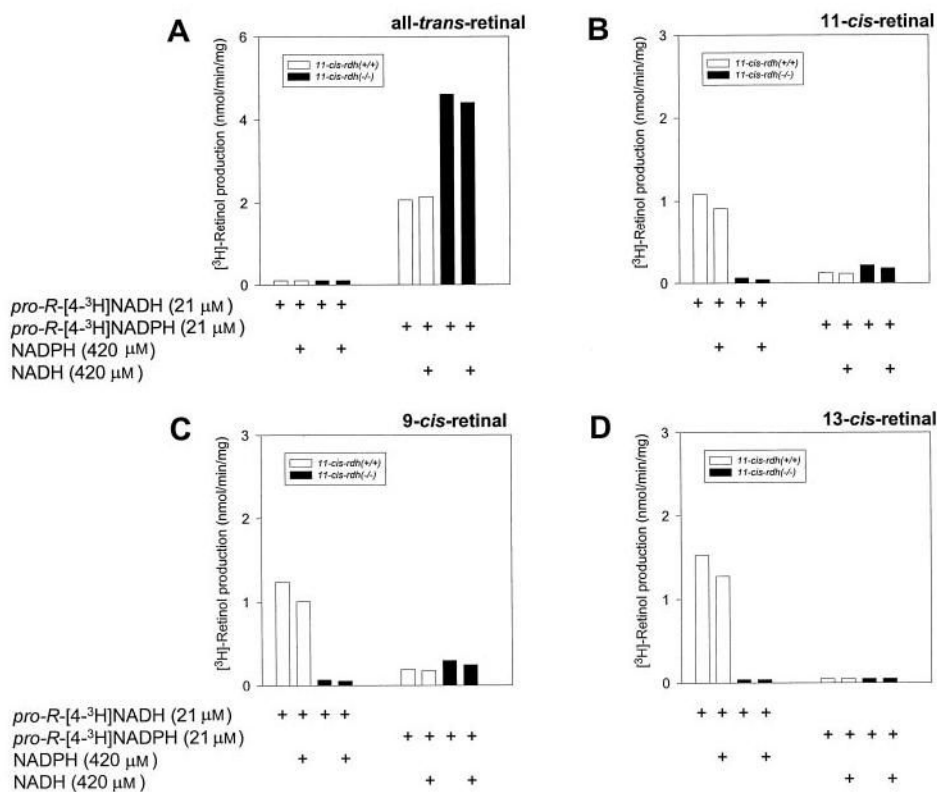 A
all-trans-retinal
[³H]-Retinol production (nmol/min/mg)
6
4
2
0
11-cis-rdh(+/+)
11-cis-rdh(-/-)
B
11-cis-retinal
[³H]-Retinol production (nmol/min/mg)
3
2
1
0
11-cis-rdh(+/+)
11-cis-rdh(-/-)
pro-R-[4-³H]NADH (21 µM) + + + + + + + +
pro-R-[4-³H]NADPH (21 µM) + + + + + + + +
NADPH (420 µM) + + + +
NADH (420 µM) + + + +
C
9-cis-retinal
[³H]-Retinol production (nmol/min/mg)
3
2
1
0
11-cis-rdh(+/+)
11-cis-rdh(-/-)
D
13-cis-retinal
[³H]-Retinol production (nmol/min/mg)
3
2
1
0
11-cis-rdh(+/+)
11-cis-rdh(-/-)
pro-R-[4-³H]NADH (21 µM) + + + + + + + +
pro-R-[4-³H]NADPH (21 µM) + + + + + + + +
NADPH (420 µM) + + + +
NADH (420 µM) + + + +